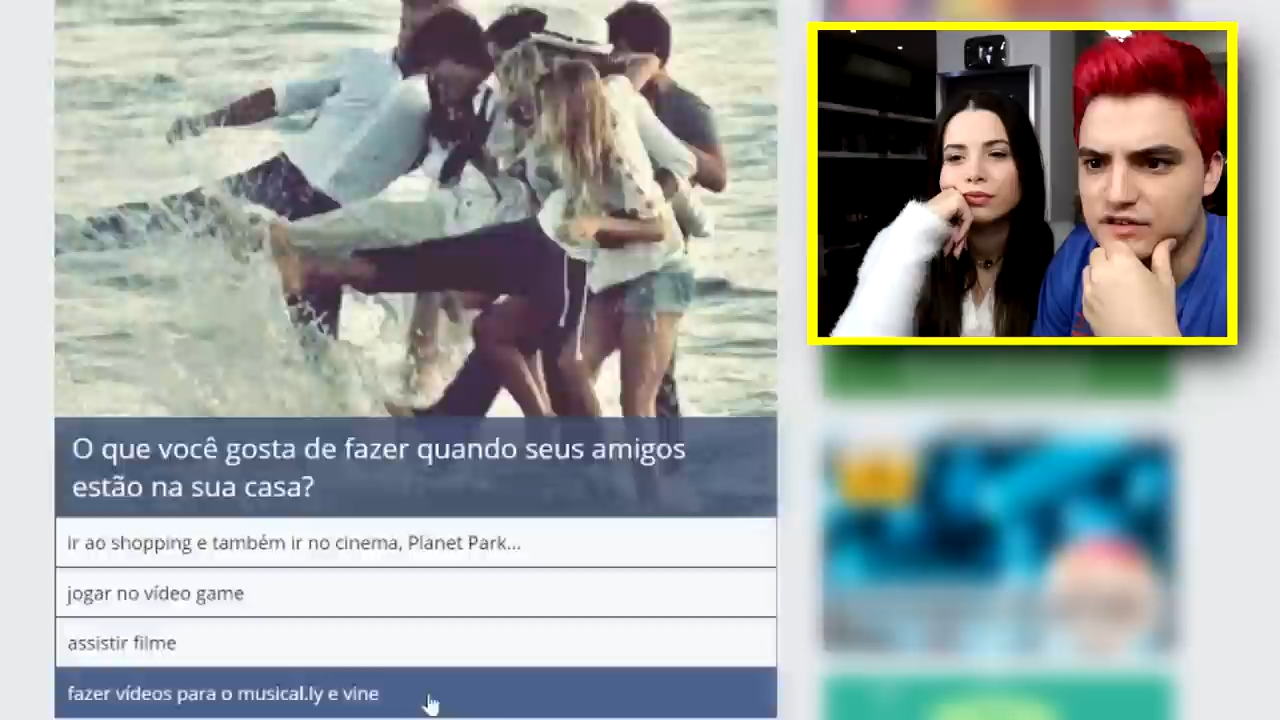 O que você gosta de fazer quando seus amigos
estão na sua casa?
ir ao shopping e também ir no cinema, Planet Park...
jogar no vídeo game
assistir filme
fazer vídeos para o musical.ly e vine